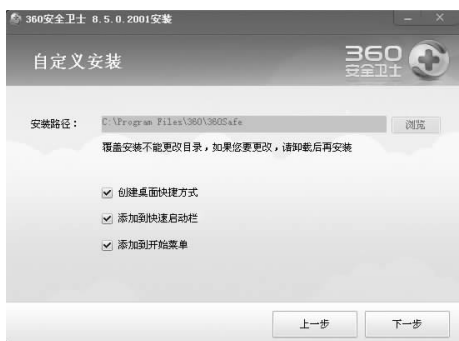 360安全卫士 8.5.0.2001安装
自定义安装
360
安全卫士
安装路径：
C:\Program Files\360\360Safe
浏览
覆盖安装不能更改目录，如果您要更改，请卸载后再安装
创建桌面快捷方式
添加到快速启动栏
添加到开始菜单
上一步
下一步